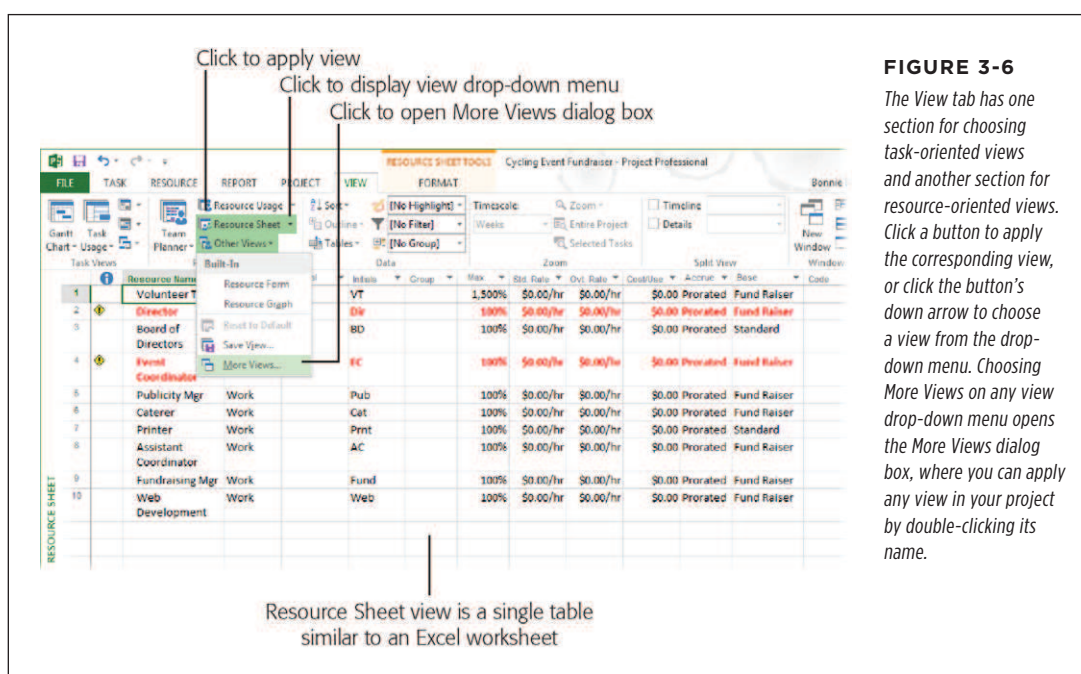 Click to apply view
Click to display view drop-down menu
Click to open More Views dialog box
RESOURCE SHEET TOOLS Cycling Event Fundraiser - Project Professional
FILE TASK RESOURCE REPORT PROJECT VIEW FORMAT Bonnie
Resource Usage Sort [No Highlight] Timescale: Zoom Timeline
Gantt Chart Task Usage Team Planner Resource Sheet Outline [No Filter] Weeks Entire Project Details New Window
Other Views Tables [No Group] Selected Tasks
Task Views Data Zoom Split View Window
Built-In
Resource Form
Resource Graph
Reset to Default
Save View...
More Views...
Resource Name Initials Group Max. Std. Rate Ovt. Rate Cost/Use Accrue Base Code
1 Volunteer T VT 1,500% $0.00/hr $0.00/hr $0.00 Prorated Fund Raiser
2 Director Dir 100% $0.00/hr $0.00/hr $0.00 Prorated Fund Raiser
3 Board of Directors BD 100% $0.00/hr $0.00/hr $0.00 Prorated Standard
4 Event Coordinator EC 100% $0.00/hr $0.00/hr $0.00 Prorated Fund Raiser
5 Publicity Mgr Work Pub 100% $0.00/hr $0.00/hr $0.00 Prorated Fund Raiser
6 Caterer Work Cat 100% $0.00/hr $0.00/hr $0.00 Prorated Fund Raiser
7 Printer Work Prnt 100% $0.00/hr $0.00/hr $0.00 Prorated Standard
8 Assistant Coordinator Work AC 100% $0.00/hr $0.00/hr $0.00 Prorated Fund Raiser
9 Fundraising Mgr Work Fund 100% $0.00/hr $0.00/hr $0.00 Prorated Fund Raiser
10 Web Development Work Web 100% $0.00/hr $0.00/hr $0.00 Prorated Fund Raiser
RESOURCE SHEET
Resource Sheet view is a single table
similar to an Excel worksheet
FIGURE 3-6
The View tab has one
section for choosing
task-oriented views
and another section for
resource-oriented views.
Click a button to apply
the corresponding view,
or click the button's
down arrow to choose
a view from the drop-
down menu. Choosing
More Views on any view
drop-down menu opens
the More Views dialog
box, where you can apply
any view in your project
by double-clicking its
name.